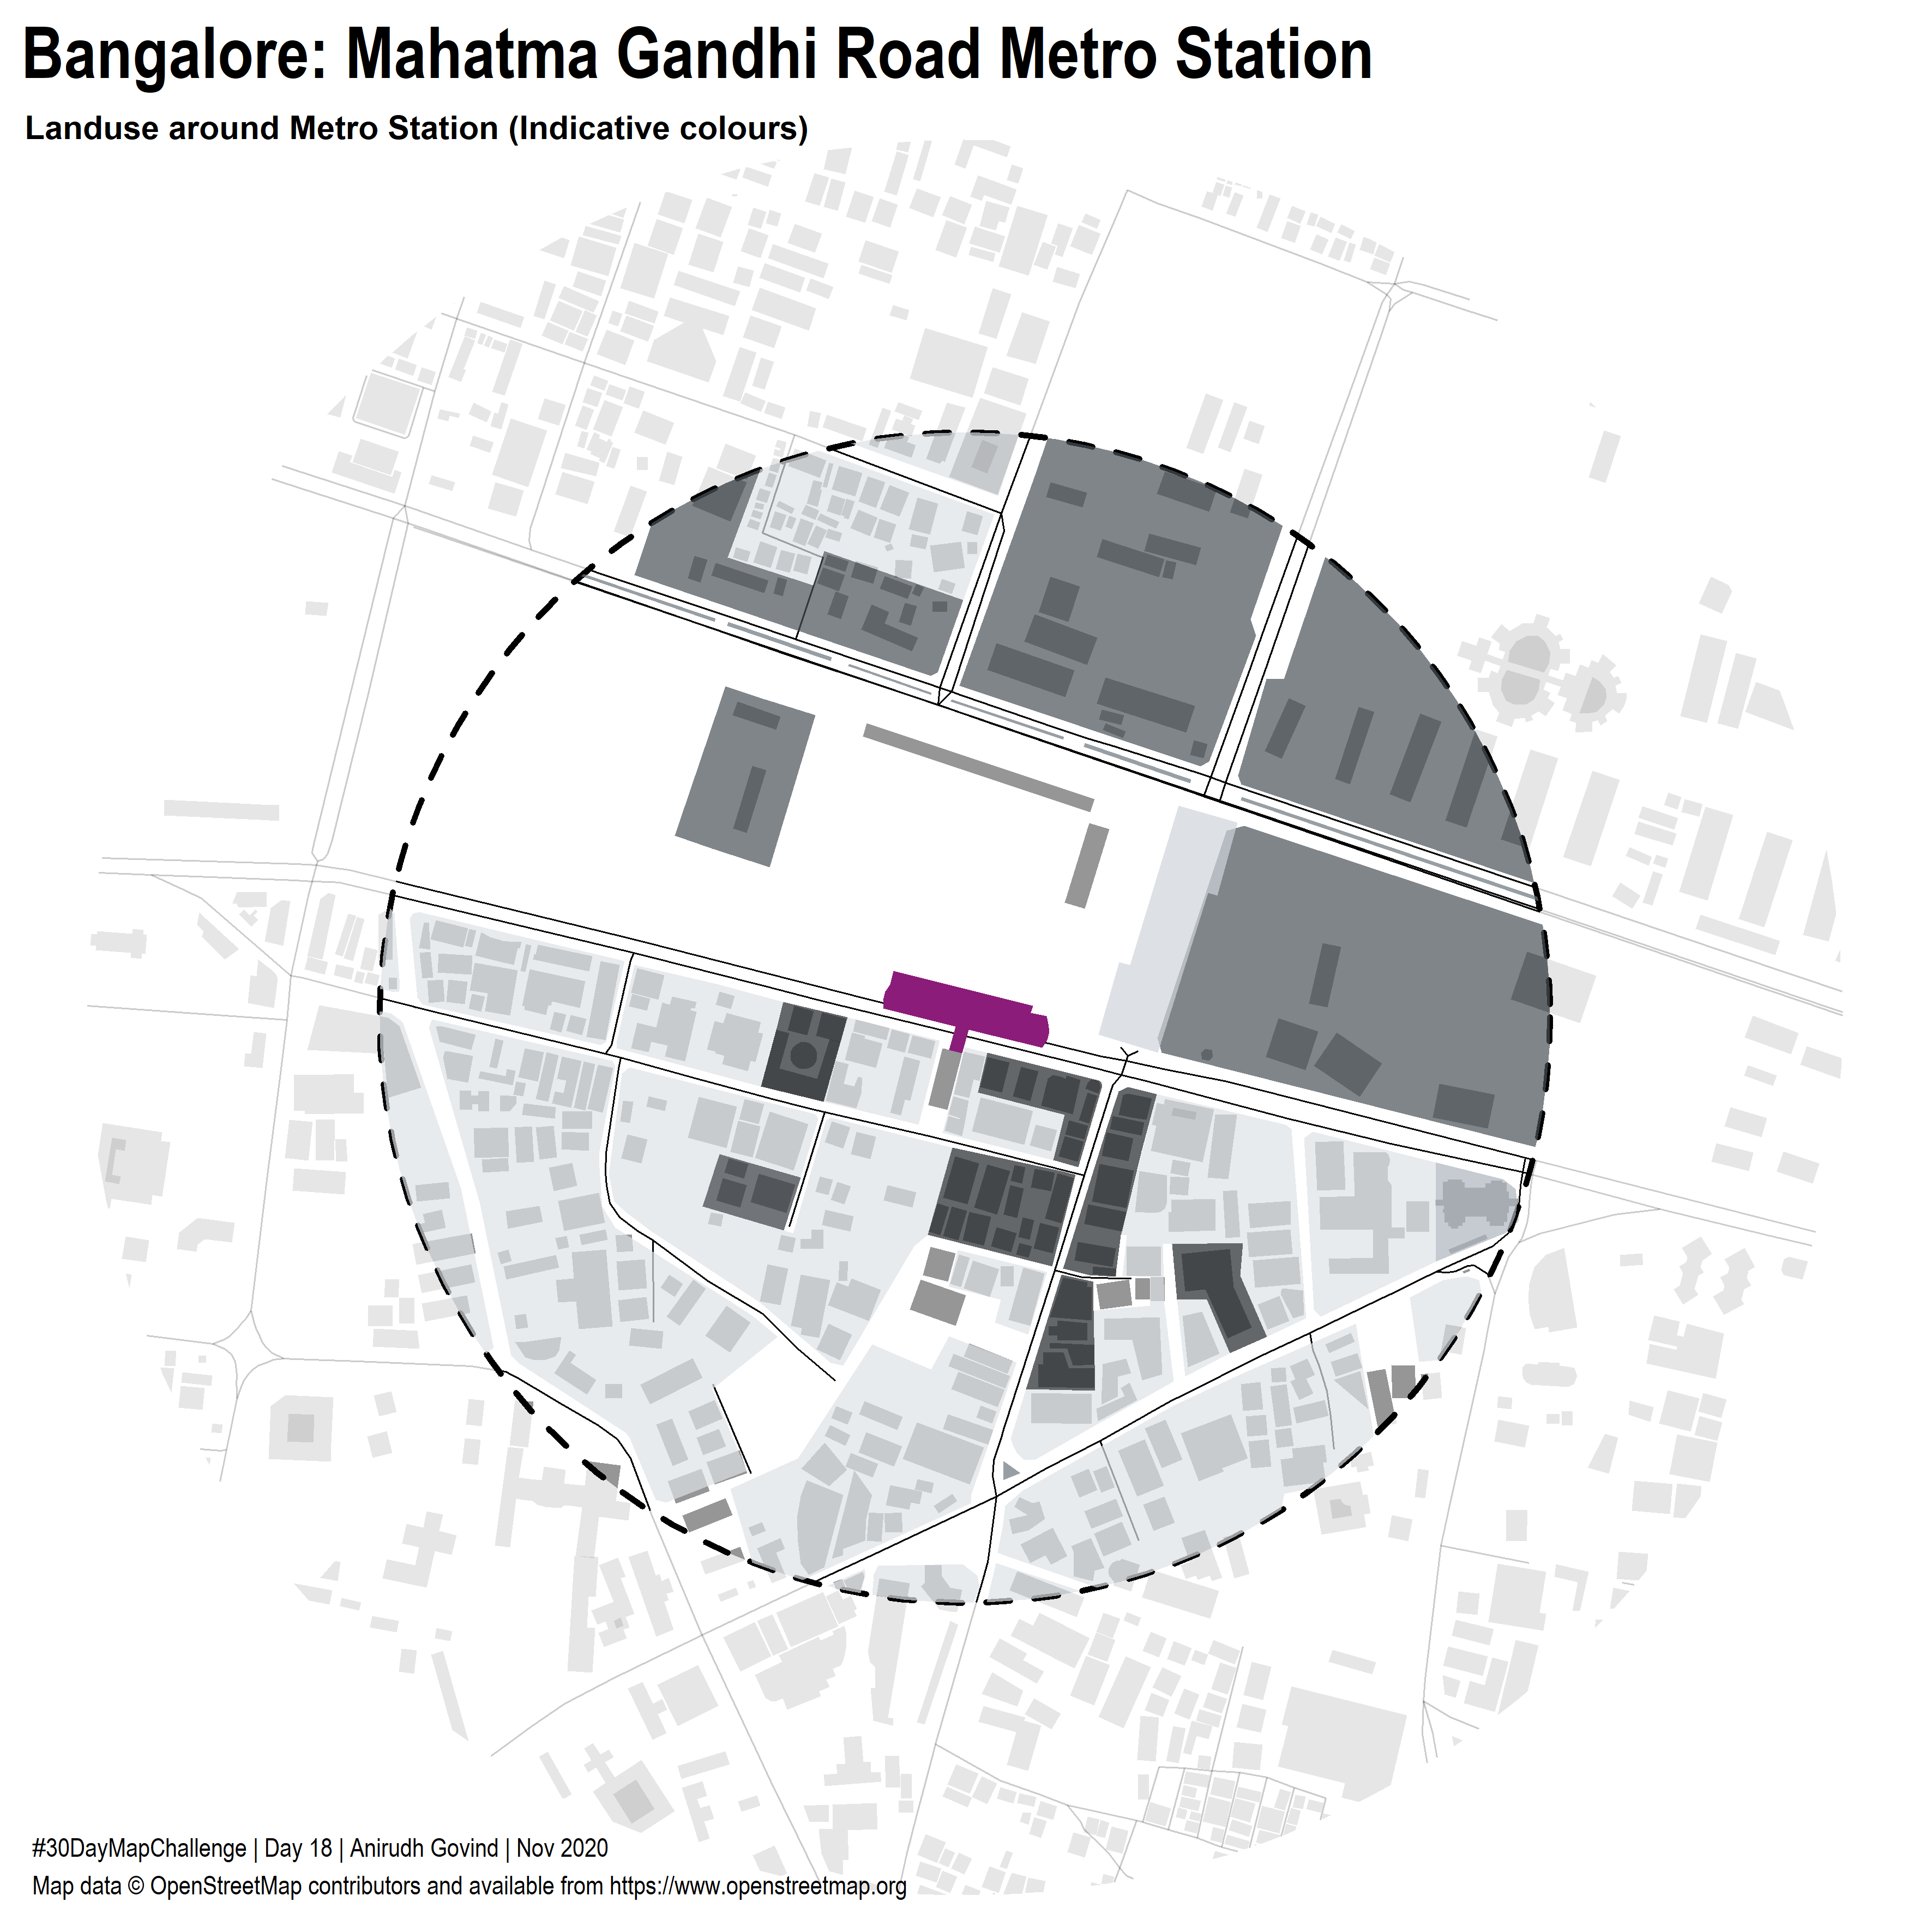 Bangalore: Mahatma Gandhi Road Metro Station
Landuse around Metro Station (Indicative colours)
#30DayMapChallenge | Day 18 | Anirudh Govind | Nov 2020
Map data © OpenStreetMap contributors and available from https://www.openstreetmap.org